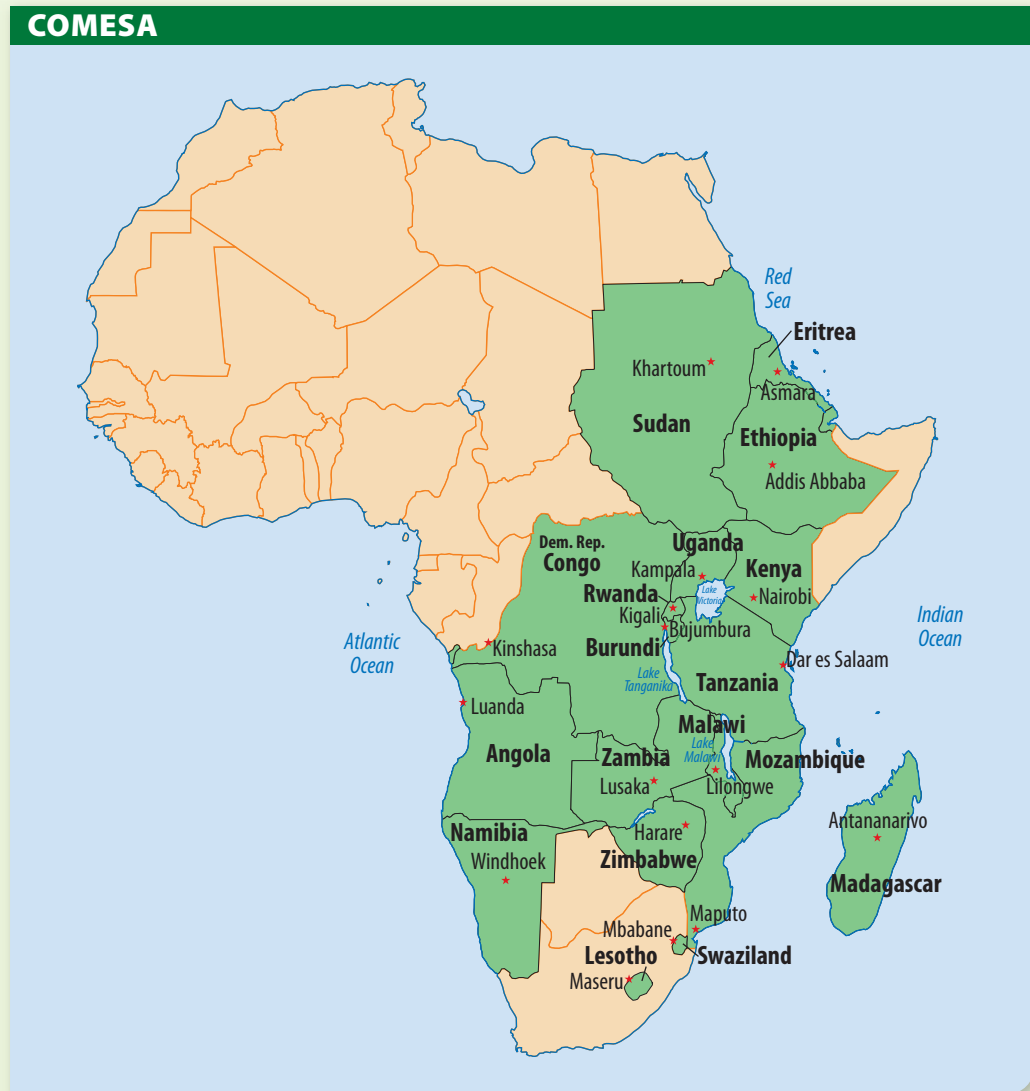 COMESA
Red
Sea
Eritrea
Khartoum
Asmara
Sudan
Ethiopia
Addis Abbaba
Dem. Rep.
Congo
Uganda
Kampala
Kenya
Rwanda
Lake
Victoria
Nairobi
Kigali
Bujumbura
Indian
Ocean
Atlantic
Ocean
Kinshasa
Burundi
Dar es Salaam
Lake
Tanganika
Tanzania
Luanda
Malawi
Angola
Zambia
Lake
Malawi
Mozambique
Lusaka
Lilongwe
Namibia
Harare
Antananarivo
Windhoek
Zimbabwe
Madagascar
Maputo
Mbabane
Lesotho
Swaziland
Maseru